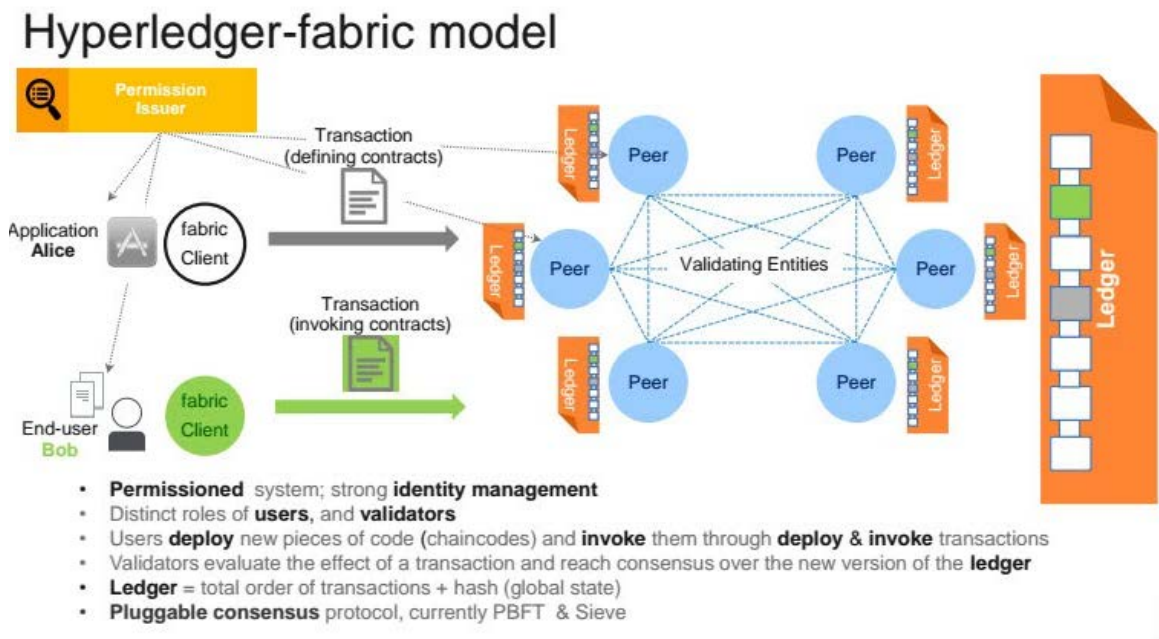 Hyperledger-fabric model
Permission
Issuer
Transaction
(defining contracts)
Ledger
Peer
Peer
Ledger
Application
Alice
fabric
Client
Ledger
Peer
Validating Entities
Peer
Ledger
Ledger
Transaction
(invoking contracts)
Ledger
Peer
Peer
Ledger
End-user
Bob
fabric
Client
• Permissioned system; strong identity management
• Distinct roles of users, and validators
• Users deploy new pieces of code (chaincodes) and invoke them through deploy & invoke transactions
• Validators evaluate the effect of a transaction and reach consensus over the new version of the ledger
• Ledger = total order of transactions + hash (global state)
• Pluggable consensus protocol, currently PBFT & Sieve